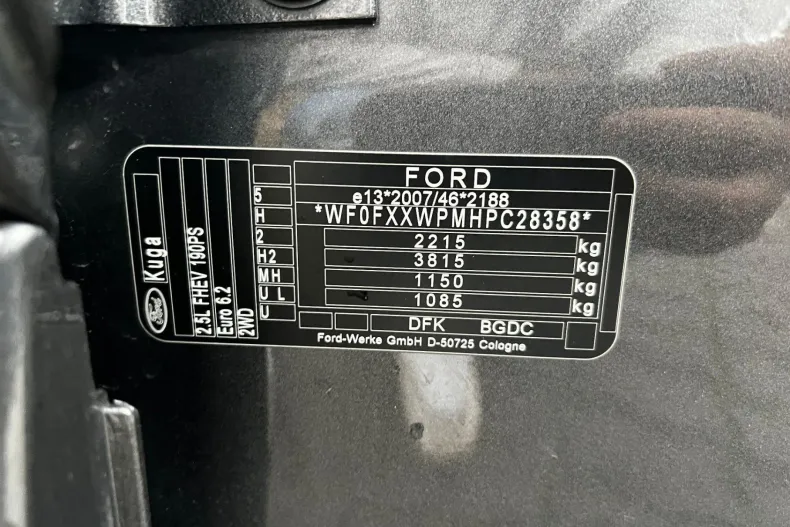 FORD
e13*2007/46*2188
*WF0FXXWPMHPC28358*
2215 kg
3815 kg
1150 kg
1085 kg
DFK BGDC
Ford-Werke GmbH D-50725 Cologne
5
H
2
H2
MH
U L
U
Ford Kuga
2.5L FHEV 190PS
Euro 6.2
2WD